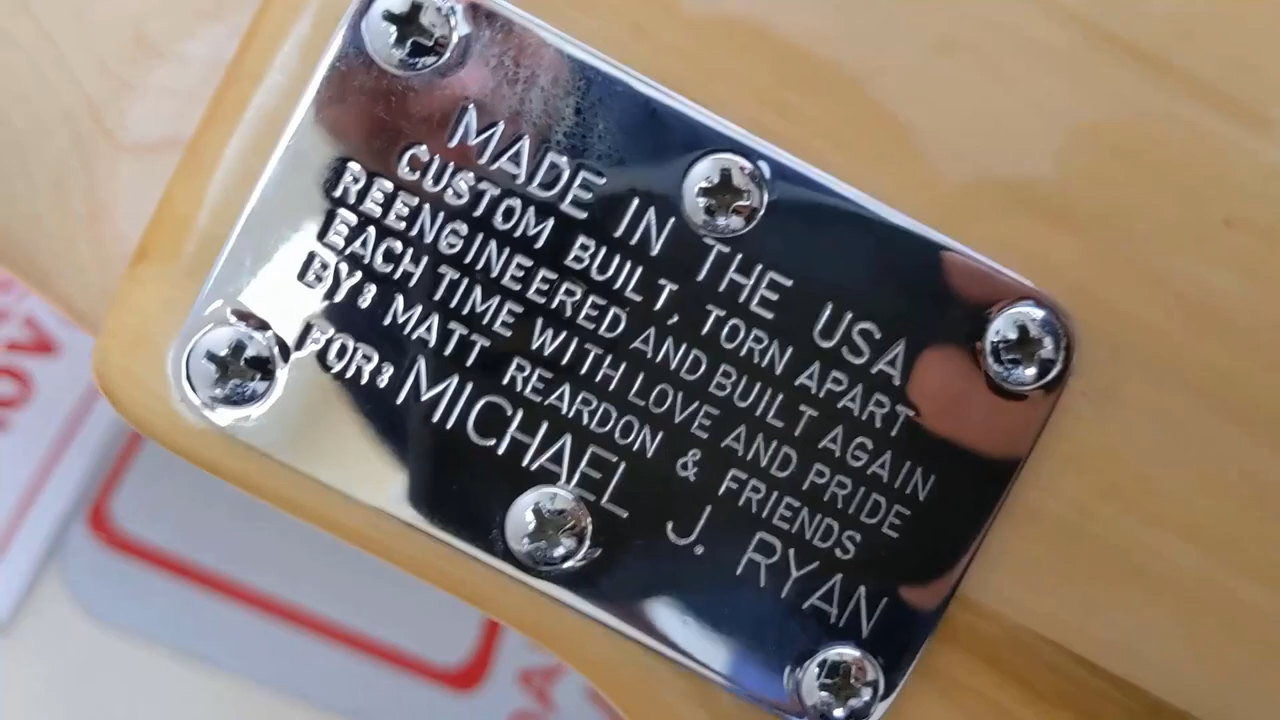 MADE IN THE USA
CUSTOM BUILT, TORN APART
REENGINEERED AND BUILT AGAIN
EACH TIME WITH LOVE AND PRIDE
BY: MATT REARDON & FRIENDS
FOR: MICHAEL J. RYAN